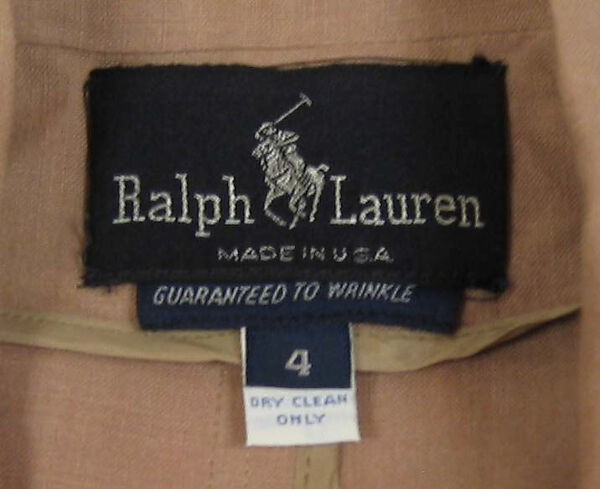 Ralph Lauren
MADE IN U.S.A
GUARANTEED TO WRINKLE
4
DRY CLEAN
ONLY